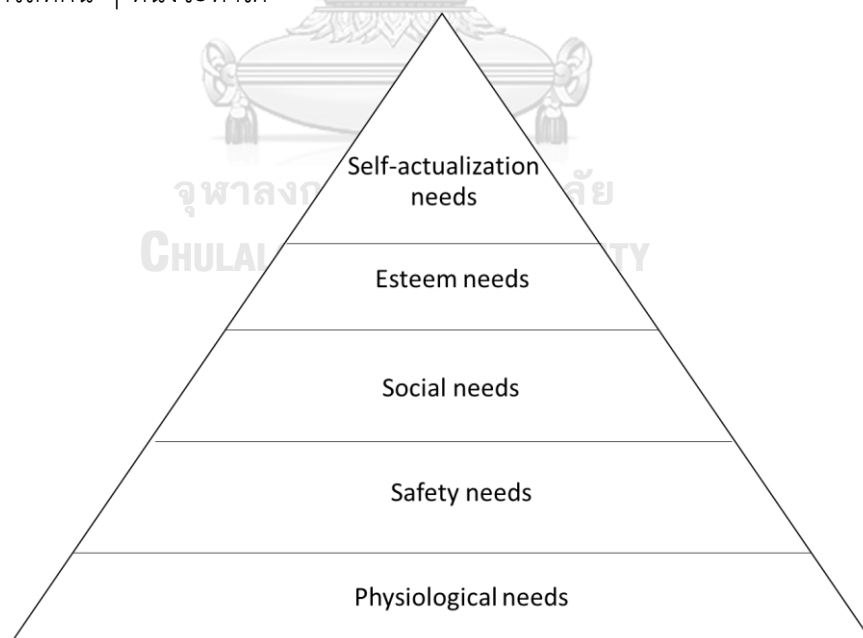 Self-actualization
needs
Esteem needs
Social needs
Safety needs
Physiological needs